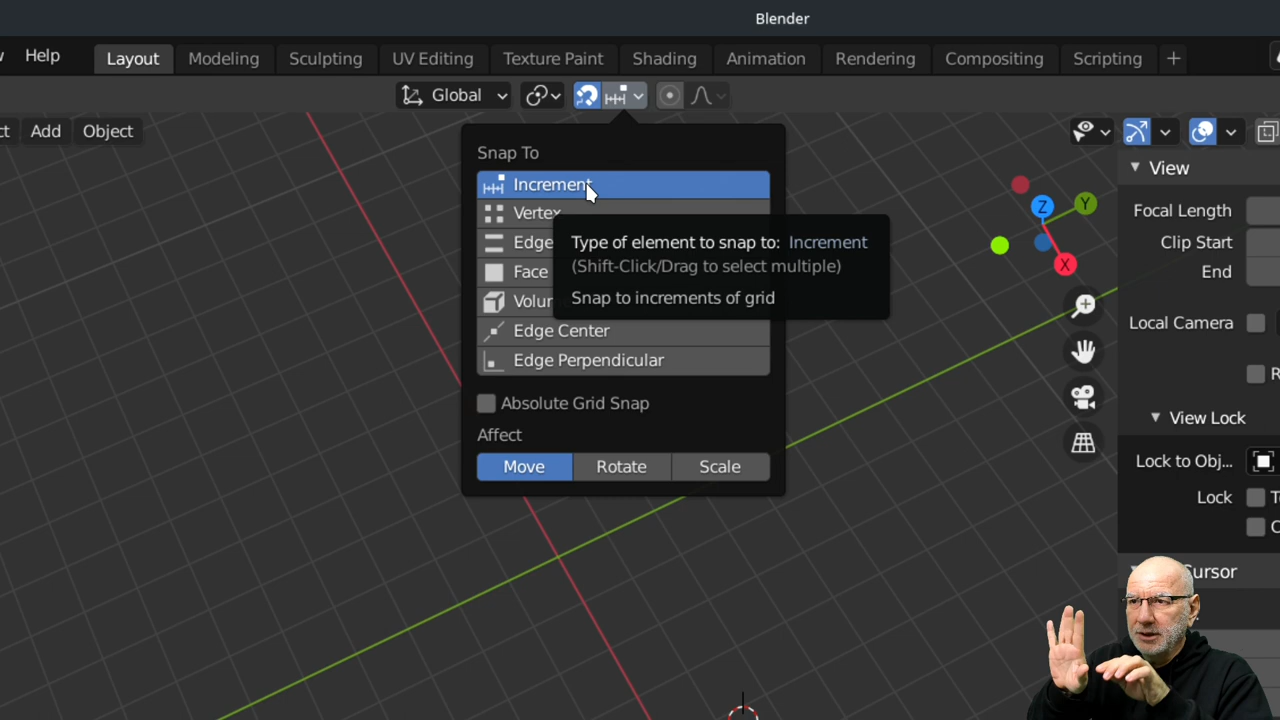 Blender
Help
Layout
Modeling
Sculpting
UV Editing
Texture Paint
Shading
Animation
Rendering
Compositing
Scripting
+
Global
Add
Object
Snap To
Increment
Vertex
Edge
Face
Edge Center
Edge Perpendicular
Type of element to snap to: Increment
(Shift-Click/Drag to select multiple)
Snap to increments of grid
Absolute Grid Snap
Affect
Move
Rotate
Scale
Z
Y
X
View
Focal Length
Clip Start
End
Local Camera
View Lock
Lock to Obj...
Lock